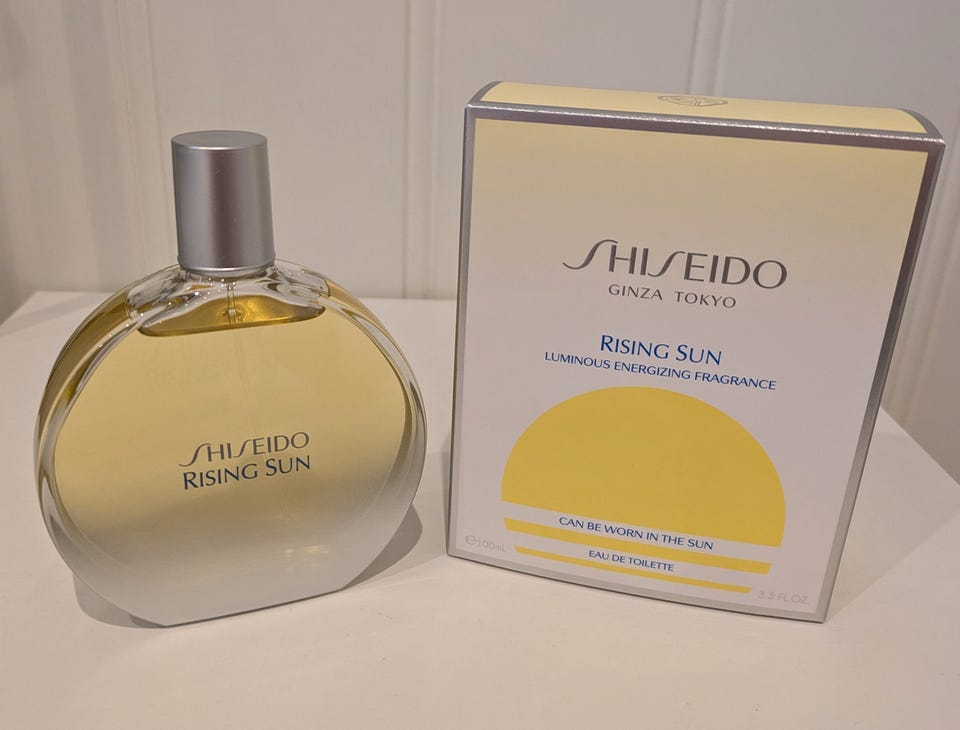 SHISEIDO
RISING SUN
SHISEIDO
GINZA TOKYO
RISING SUN
LUMINOUS ENERGIZING FRAGRANCE
CAN BE WORN IN THE SUN
EAU DE TOILETTE
℮100mL
3.3 FL.OZ.